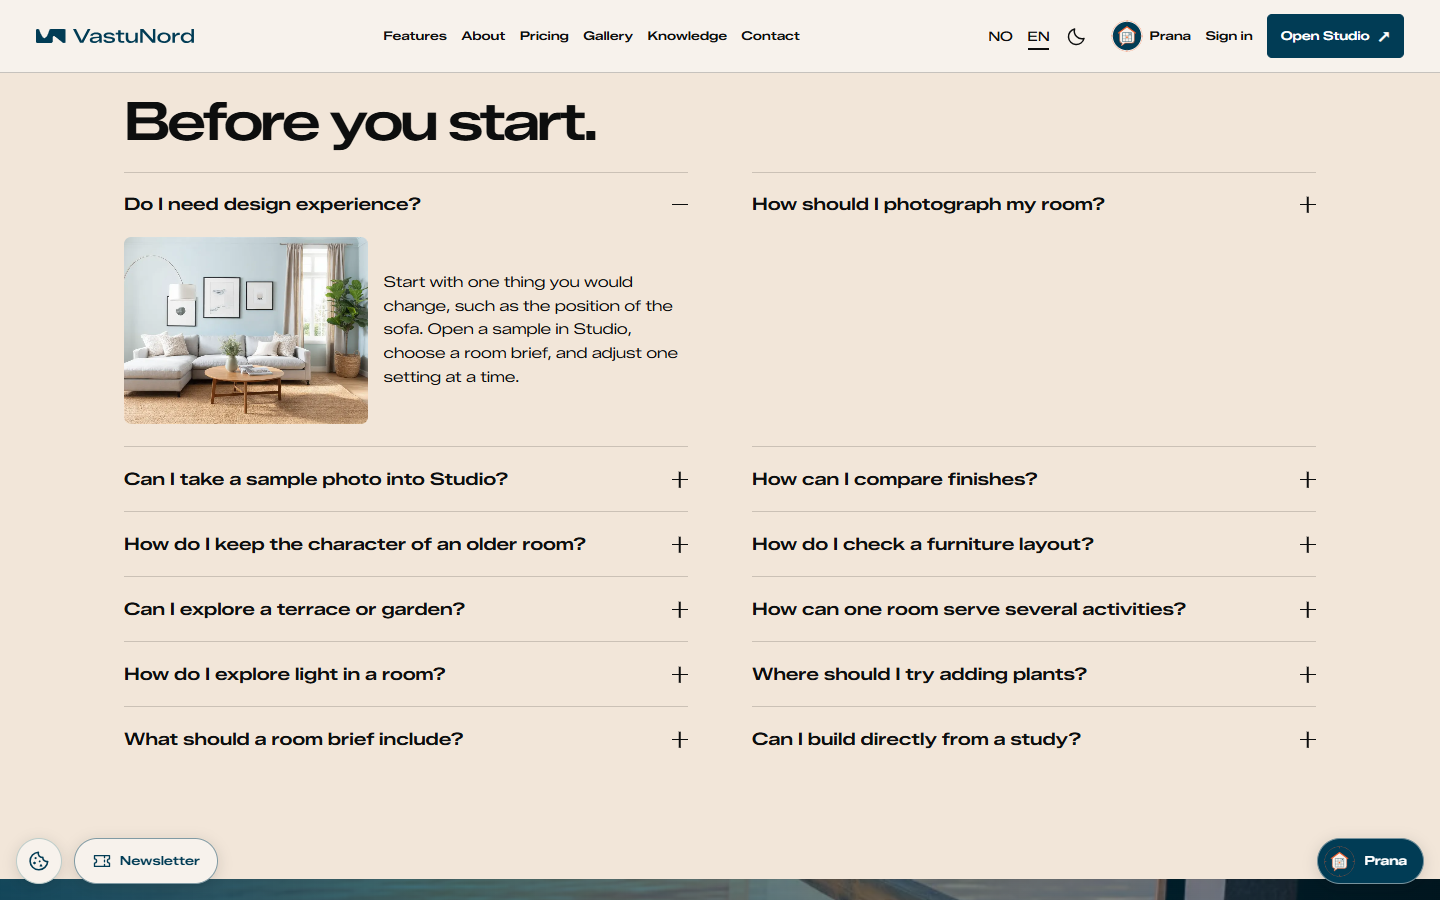 VastuNord
Features
About
Pricing
Gallery
Knowledge
Contact
NO
EN
Prana
Sign in
Open Studio ↗
Before you start.
Do I need design experience?
Start with one thing you would
change, such as the position of the
sofa. Open a sample in Studio,
choose a room brief, and adjust one
setting at a time.
How should I photograph my room?
Can I take a sample photo into Studio?
How can I compare finishes?
How do I keep the character of an older room?
How do I check a furniture layout?
Can I explore a terrace or garden?
How can one room serve several activities?
How do I explore light in a room?
Where should I try adding plants?
What should a room brief include?
Can I build directly from a study?
Newsletter
Prana